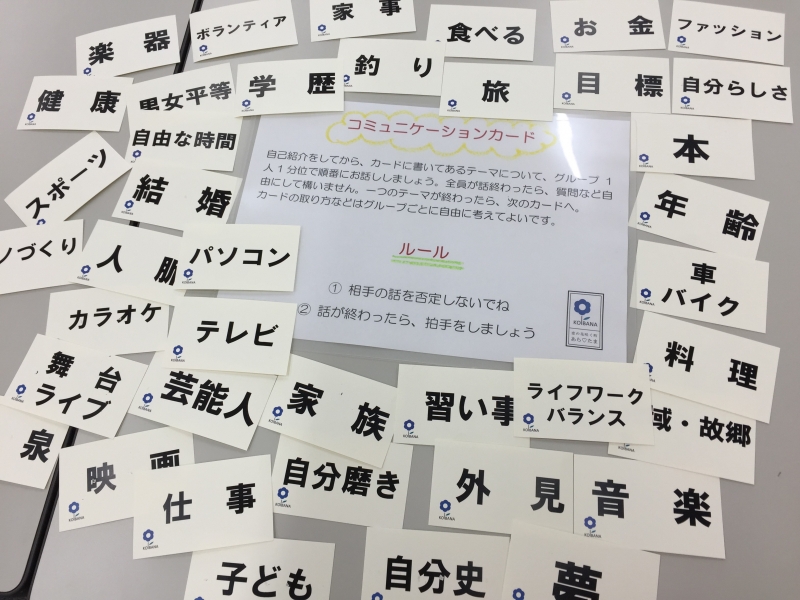 楽器
ボランティア
家事
食べる
お金
ファッション
健康
男女平等
学歴
釣り
旅
目標
自分らしさ
自由な時間
コミュニケーションカード
自己紹介をしてから、カードに書いてあるテーマについて、グループ1
人1分位で順番にお話ししましょう。全員が話終わったら、質問など自
由にして構いません。一つのテーマが終わったら、次のカードへ。
カードの取り方などはグループごとに自由に考えてよいです。
ルール
① 相手の話を否定しないでね
② 話が終わったら、拍手をしましょう
KOIBANA
本
スポーツ
結婚
年齢
ノづくり
人脈
パソコン
車
バイク
カラオケ
テレビ
料理
舞台
ライブ
芸能人
家族
習い事
ライフワーク
バランス
域・故郷
泉
映画
仕事
自分磨き
外見
音楽
子ども
自分史
夢